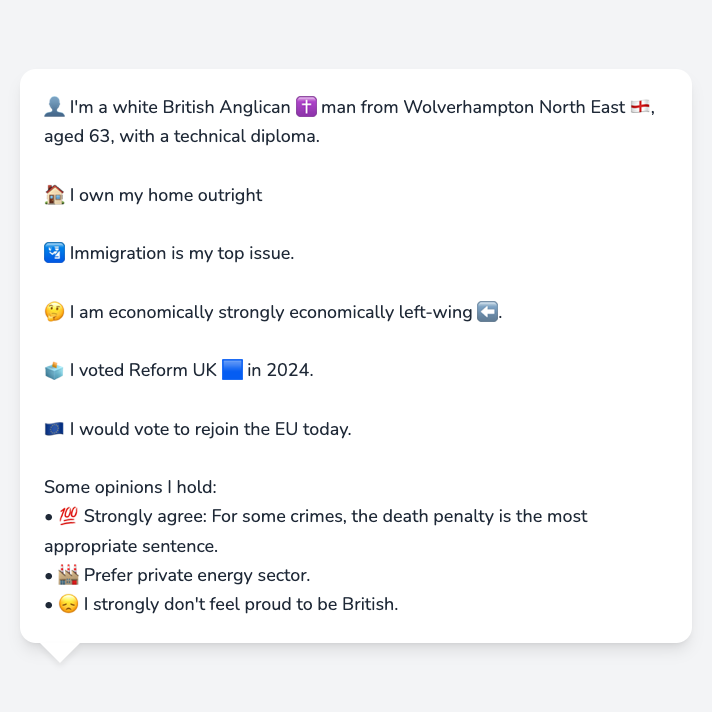 👤 I'm a white British Anglican ✝️ man from Wolverhampton North East 🏴󠁧󠁢󠁥󠁮󠁧󠁿,
aged 63, with a technical diploma.
🏠 I own my home outright
🛂 Immigration is my top issue.
🤔 I am economically strongly economically left-wing ⬅️.
🗳️ I voted Reform UK 🟦 in 2024.
🇪🇺 I would vote to rejoin the EU today.
Some opinions I hold:
• 💯 Strongly agree: For some crimes, the death penalty is the most
appropriate sentence.
• 🏭 Prefer private energy sector.
• 😞 I strongly don't feel proud to be British.